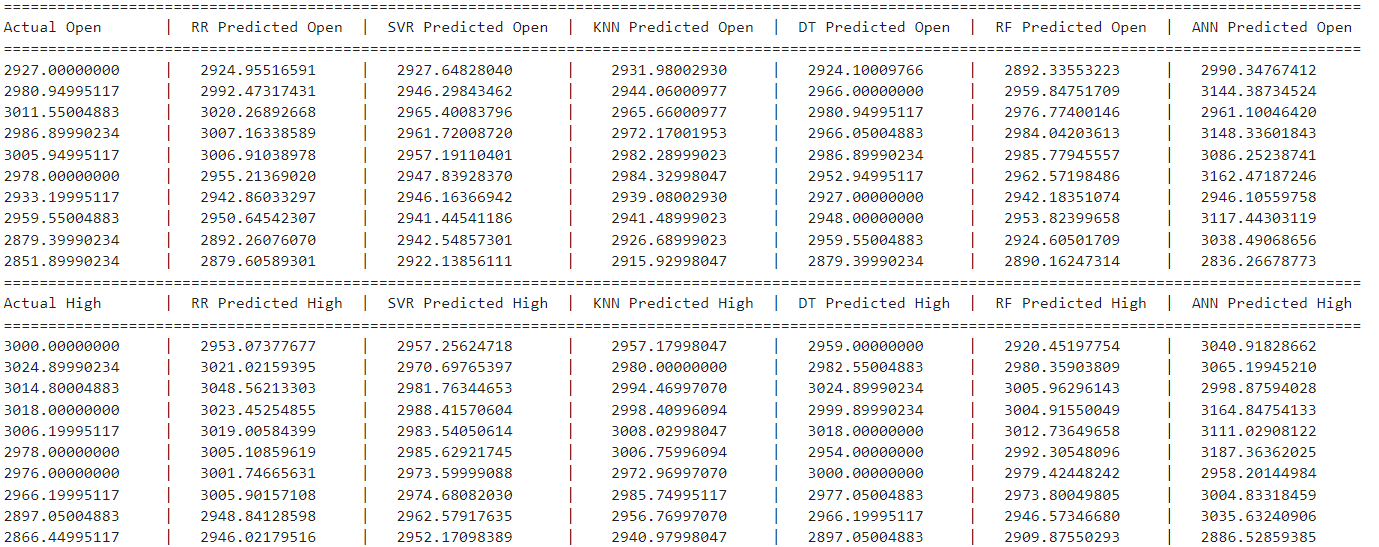 ==========================================================================================================================================================
Actual Open | RR Predicted Open | SVR Predicted Open | KNN Predicted Open | DT Predicted Open | RF Predicted Open | ANN Predicted Open
==========================================================================================================================================================
2927.00000000 | 2924.95516591 | 2927.64828040 | 2931.98002930 | 2924.10009766 | 2892.33553223 | 2990.34767412
2980.94995117 | 2992.47317431 | 2946.29843462 | 2944.06000977 | 2966.00000000 | 2959.84751709 | 3144.38734524
3011.55004883 | 3020.26892668 | 2965.40083796 | 2965.66000977 | 2980.94995117 | 2976.77400146 | 2961.10046420
2986.89990234 | 3007.16338589 | 2961.72008720 | 2972.17001953 | 2966.05004883 | 2984.04203613 | 3148.33601843
3005.94995117 | 3006.91038978 | 2957.19110401 | 2982.28999023 | 2986.89990234 | 2985.77945557 | 3086.25238741
2978.00000000 | 2955.21369020 | 2947.83928370 | 2984.32998047 | 2952.94995117 | 2962.57198486 | 3162.47187246
2933.19995117 | 2942.86033297 | 2946.16366942 | 2939.08002930 | 2927.00000000 | 2942.18351074 | 2946.10559758
2959.55004883 | 2950.64542307 | 2941.44541186 | 2941.48999023 | 2948.00000000 | 2953.82399658 | 3117.44303119
2879.39990234 | 2892.26076070 | 2942.54857301 | 2926.68999023 | 2959.55004883 | 2924.60501709 | 3038.49068656
2851.89990234 | 2879.60589301 | 2922.13856111 | 2915.92998047 | 2879.39990234 | 2890.16247314 | 2836.26678773
==========================================================================================================================================================
Actual High | RR Predicted High | SVR Predicted High | KNN Predicted High | DT Predicted High | RF Predicted High | ANN Predicted High
==========================================================================================================================================================
3000.00000000 | 2953.07377677 | 2957.25624718 | 2957.17998047 | 2959.00000000 | 2920.45197754 | 3040.91828662
3024.89990234 | 3021.02159395 | 2970.69765397 | 2980.00000000 | 2982.55004883 | 2980.35903809 | 3065.19945210
3014.80004883 | 3048.56213303 | 2981.76344653 | 2994.46997070 | 3024.89990234 | 3005.96296143 | 2998.87594028
3018.00000000 | 3023.45254855 | 2988.41570604 | 2998.40996094 | 2999.89990234 | 3004.91550049 | 3164.84754133
3006.19995117 | 3019.00584399 | 2983.54050614 | 3008.02998047 | 3018.00000000 | 3012.73649658 | 3111.02908122
2978.00000000 | 3005.10859619 | 2985.62921745 | 3006.75996094 | 2954.00000000 | 2992.30548096 | 3187.36362025
2976.00000000 | 3001.74665631 | 2973.59999088 | 2972.96997070 | 3000.00000000 | 2979.42448242 | 2958.20144984
2966.19995117 | 3005.90157108 | 2974.68082030 | 2985.74995117 | 2977.05004883 | 2973.80049805 | 3004.83318459
2897.05004883 | 2948.84128598 | 2962.57917635 | 2956.76997070 | 2966.19995117 | 2946.57346680 | 3035.63240906
2866.44995117 | 2946.02179516 | 2952.17098389 | 2940.97998047 | 2897.05004883 | 2909.87550293 | 2886.52859385